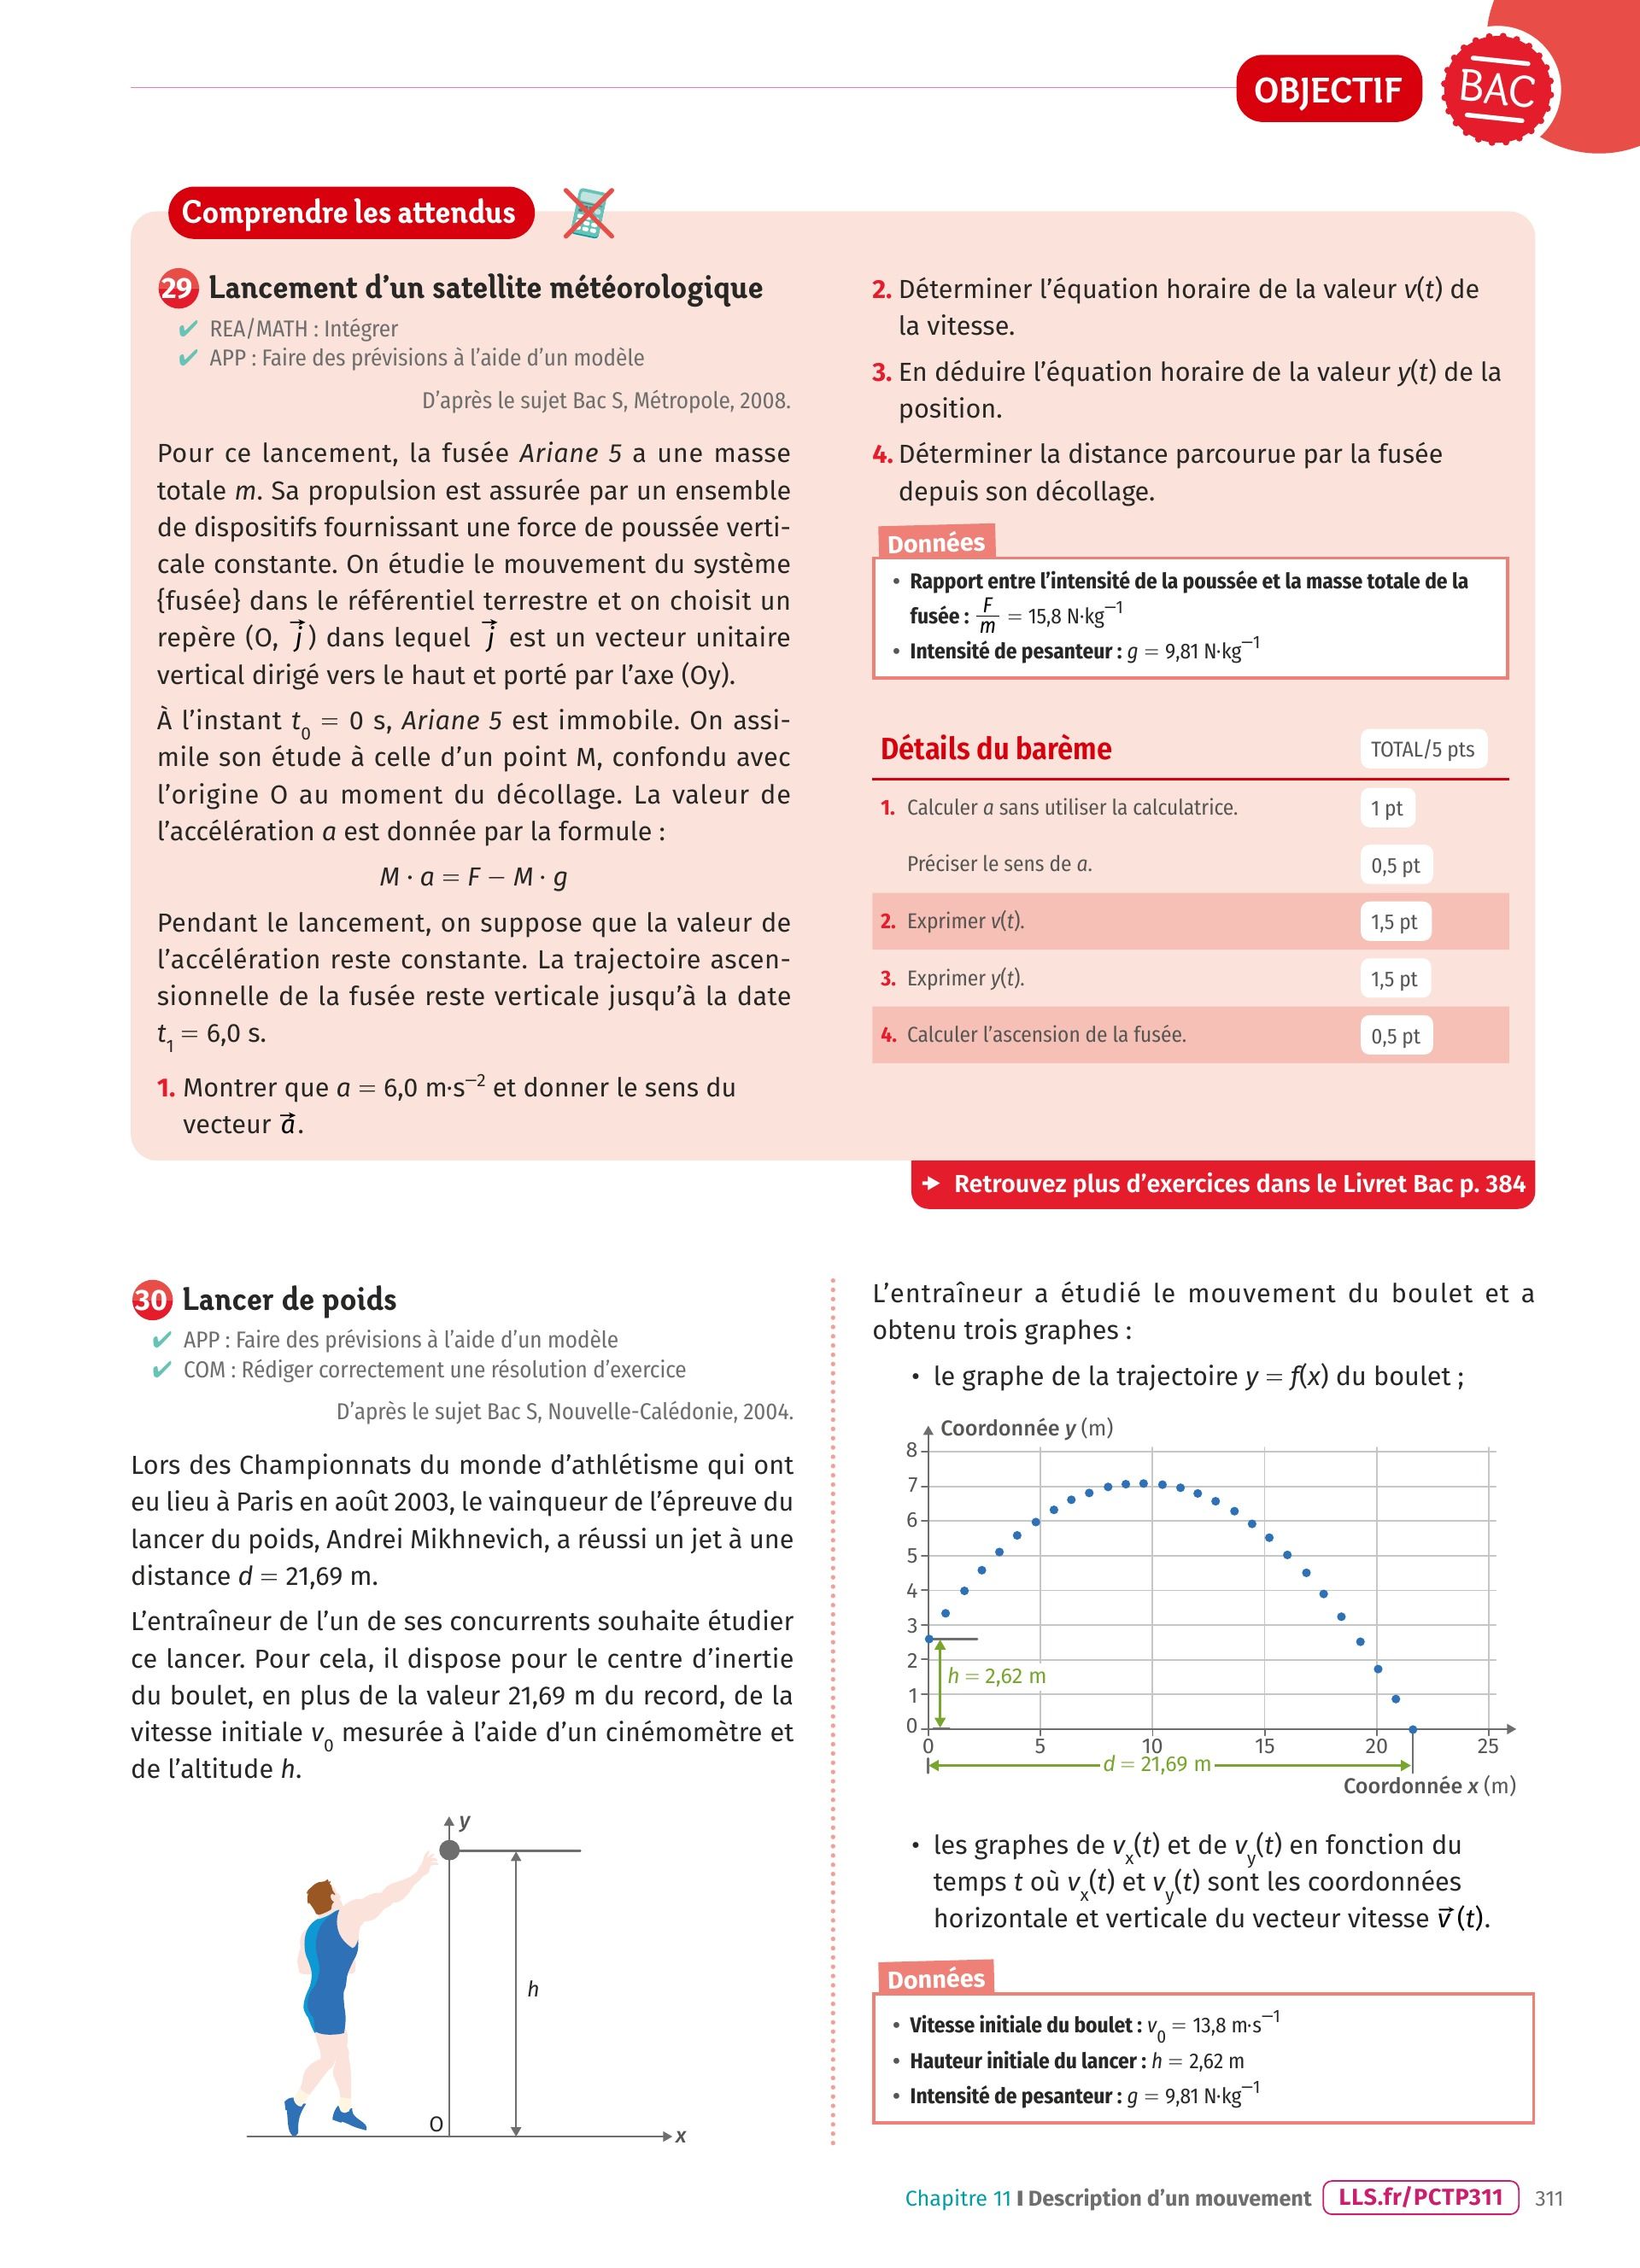 OBJECTIF
BAC
Comprendre les attendus
29 Lancement d’un satellite météorologique
✔ REA/MATH : Intégrer
✔ APP : Faire des prévisions à l’aide d’un modèle
D’après le sujet Bac S, Métropole, 2008.
Pour ce lancement, la fusée Ariane 5 a une masse
totale m. Sa propulsion est assurée par un ensemble
de dispositifs fournissant une force de poussée verti-
cale constante. On étudie le mouvement du système
{fusée} dans le référentiel terrestre et on choisit un
repère (O, j⃗) dans lequel j⃗ est un vecteur unitaire
vertical dirigé vers le haut et porté par l’axe (Oy).
À l’instant t₀ = 0 s, Ariane 5 est immobile. On assi-
mile son étude à celle d’un point M, confondu avec
l’origine O au moment du décollage. La valeur de
l’accélération a est donnée par la formule :
M · a = F − M · g
Pendant le lancement, on suppose que la valeur de
l’accélération reste constante. La trajectoire ascen-
sionnelle de la fusée reste verticale jusqu’à la date
t₁ = 6,0 s.
1. Montrer que a = 6,0 m·s⁻² et donner le sens du
vecteur a⃗.
2. Déterminer l’équation horaire de la valeur v(t) de
la vitesse.
3. En déduire l’équation horaire de la valeur y(t) de la
position.
4. Déterminer la distance parcourue par la fusée
depuis son décollage.
Données
• Rapport entre l’intensité de la poussée et la masse totale de la
fusée : F/m = 15,8 N·kg⁻¹
• Intensité de pesanteur : g = 9,81 N·kg⁻¹
Détails du barème TOTAL/5 pts
1. Calculer a sans utiliser la calculatrice. 1 pt
Préciser le sens de a. 0,5 pt
2. Exprimer v(t). 1,5 pt
3. Exprimer y(t). 1,5 pt
4. Calculer l’ascension de la fusée. 0,5 pt
➜ Retrouvez plus d’exercices dans le Livret Bac p. 384
30 Lancer de poids
✔ APP : Faire des prévisions à l’aide d’un modèle
✔ COM : Rédiger correctement une résolution d’exercice
D’après le sujet Bac S, Nouvelle-Calédonie, 2004.
Lors des Championnats du monde d’athlétisme qui ont
eu lieu à Paris en août 2003, le vainqueur de l’épreuve du
lancer du poids, Andrei Mikhnevich, a réussi un jet à une
distance d = 21,69 m.
L’entraîneur de l’un de ses concurrents souhaite étudier
ce lancer. Pour cela, il dispose pour le centre d’inertie
du boulet, en plus de la valeur 21,69 m du record, de la
vitesse initiale v₀ mesurée à l’aide d’un cinémomètre et
de l’altitude h.
y
h
O
x
L’entraîneur a étudié le mouvement du boulet et a
obtenu trois graphes :
• le graphe de la trajectoire y = f(x) du boulet ;
Coordonnée y (m)
8
7
6
5
4
3
2
1
0
h = 2,62 m
0 5 10 15 20 25
d = 21,69 m
Coordonnée x (m)
• les graphes de vₓ(t) et de v_y(t) en fonction du
temps t où vₓ(t) et v_y(t) sont les coordonnées
horizontale et verticale du vecteur vitesse v⃗(t).
Données
• Vitesse initiale du boulet : v₀ = 13,8 m·s⁻¹
• Hauteur initiale du lancer : h = 2,62 m
• Intensité de pesanteur : g = 9,81 N·kg⁻¹
Chapitre 11 I Description d’un mouvement LLS.fr/PCTP311 311